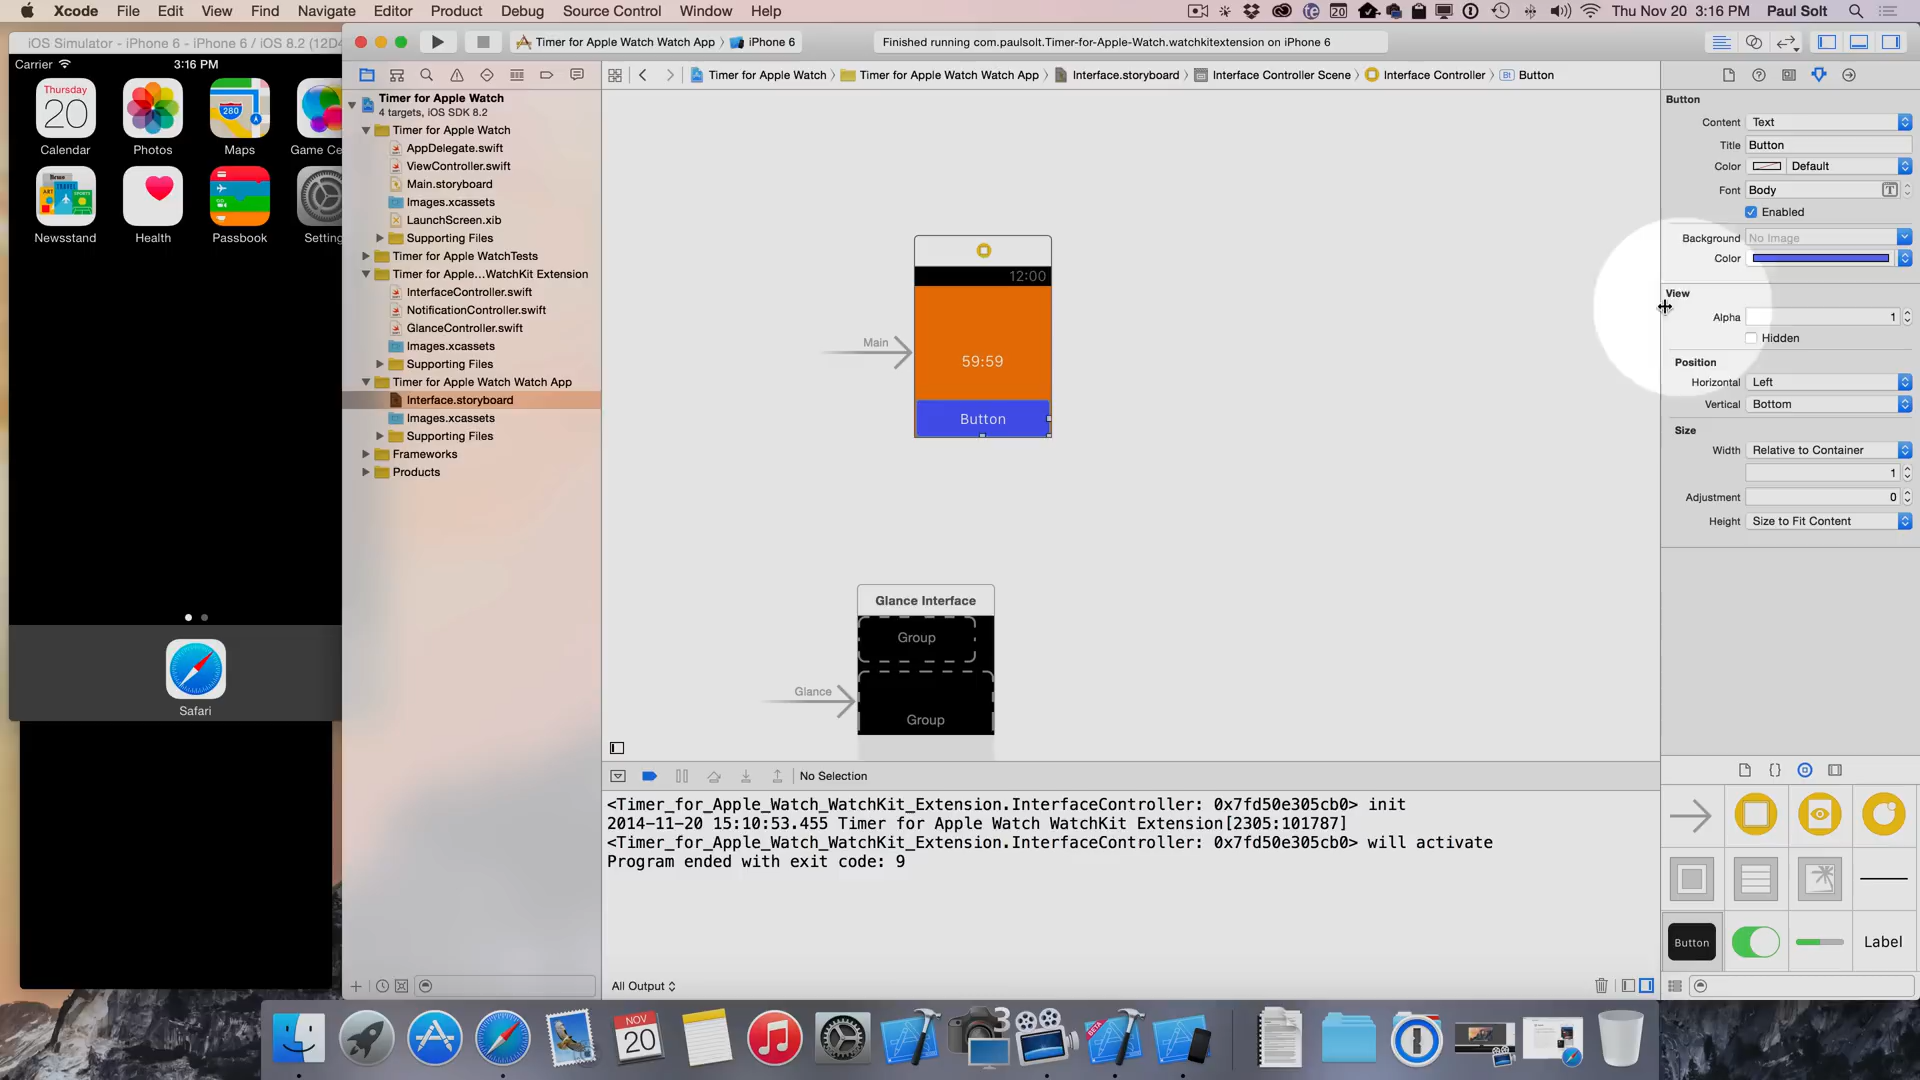 Xcode File Edit View Find Navigate Editor Product Debug Source Control Window Help
20
Thu Nov 20 3:16 PM Paul Solt
iOS Simulator - iPhone 6 - iPhone 6 / iOS 8.2 (12D4
Carrier 3:16 PM
Thursday
20
280
Calendar Photos Maps Game Ce
Newsstand Health Passbook Setting
Safari
Timer for Apple Watch Watch App iPhone 6
Finished running com.paulsolt.Timer-for-Apple-Watch.watchkitextension on iPhone 6
Timer for Apple Watch Timer for Apple Watch Watch App Interface.storyboard Interface Controller Scene Interface Controller Bt Button
Timer for Apple Watch
4 targets, iOS SDK 8.2
Timer for Apple Watch
AppDelegate.swift
ViewController.swift
Main.storyboard
Images.xcassets
LaunchScreen.xib
Supporting Files
Timer for Apple WatchTests
Timer for Apple...WatchKit Extension
InterfaceController.swift
NotificationController.swift
GlanceController.swift
Images.xcassets
Supporting Files
Timer for Apple Watch Watch App
Interface.storyboard
Images.xcassets
Supporting Files
Frameworks
Products
12:00
Main
59:59
Button
Glance Interface
Group
Glance
Group
No Selection
<Timer_for_Apple_Watch_WatchKit_Extension.InterfaceController: 0x7fd50e305cb0> init
2014-11-20 15:10:53.455 Timer for Apple Watch WatchKit Extension[2305:101787]
<Timer_for_Apple_Watch_WatchKit_Extension.InterfaceController: 0x7fd50e305cb0> will activate
Program ended with exit code: 9
All Output
Button
Content Text
Title Button
Color Default
Font Body
Enabled
Background No Image
Color
View
Alpha 1
Hidden
Position
Horizontal Left
Vertical Bottom
Size
Width Relative to Container
1
Adjustment 0
Height Size to Fit Content
Button Label
NOV
20
3
BETA